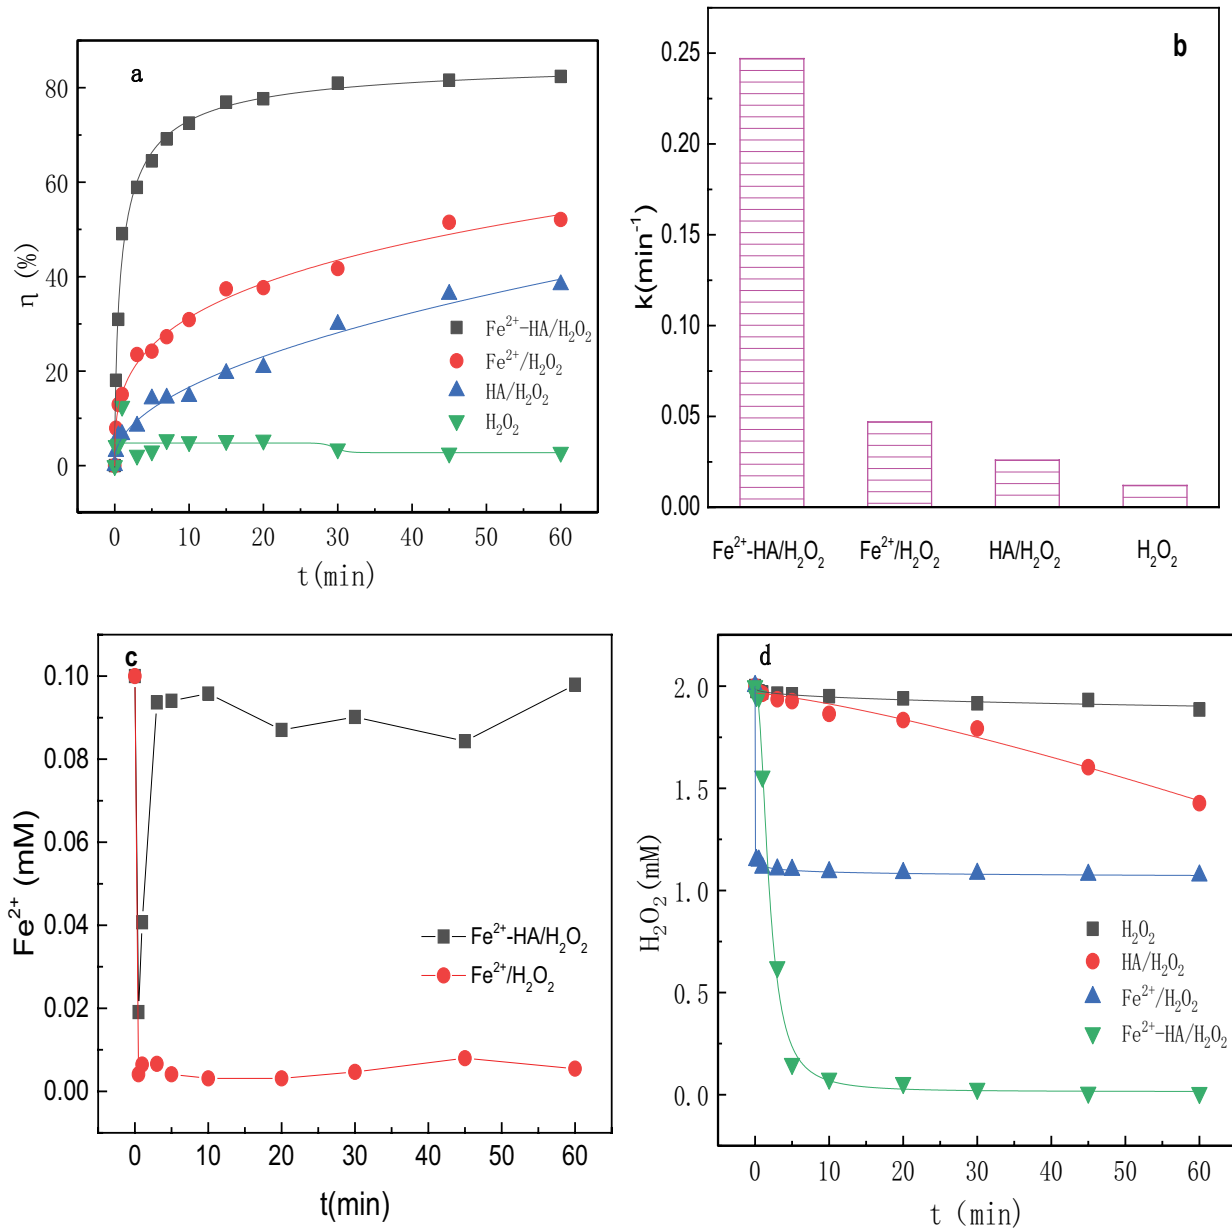 a
80
60
40
20
0
η (%)
Fe²⁺-HA/H₂O₂
Fe²⁺/H₂O₂
HA/H₂O₂
H₂O₂
0 10 20 30 40 50 60
t(min)
b
0.25
0.20
0.15
0.10
0.05
0.00
k(min⁻¹)
Fe²⁺-HA/H₂O₂ Fe²⁺/H₂O₂ HA/H₂O₂ H₂O₂
c
0.10
0.08
0.06
0.04
0.02
0.00
Fe²⁺ (mM)
Fe²⁺-HA/H₂O₂
Fe²⁺/H₂O₂
0 10 20 30 40 50 60
t(min)
d
2.0
1.5
1.0
0.5
0.0
H₂O₂(mM)
H₂O₂
HA/H₂O₂
Fe²⁺/H₂O₂
Fe²⁺-HA/H₂O₂
0 10 20 30 40 50 60
t (min)